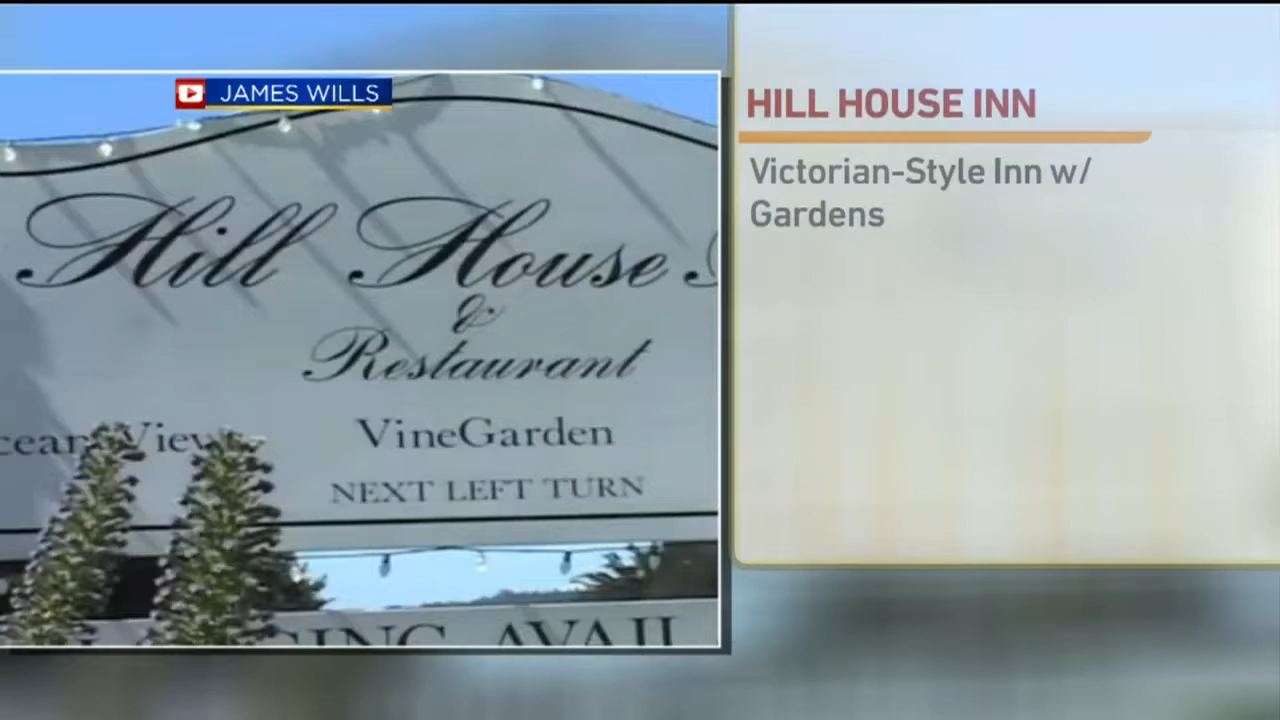 JAMES WILLS
HILL HOUSE INN
Victorian-Style Inn w/
Gardens
Hill House
&
Restaurant
VineGarden
NEXT LEFT TURN